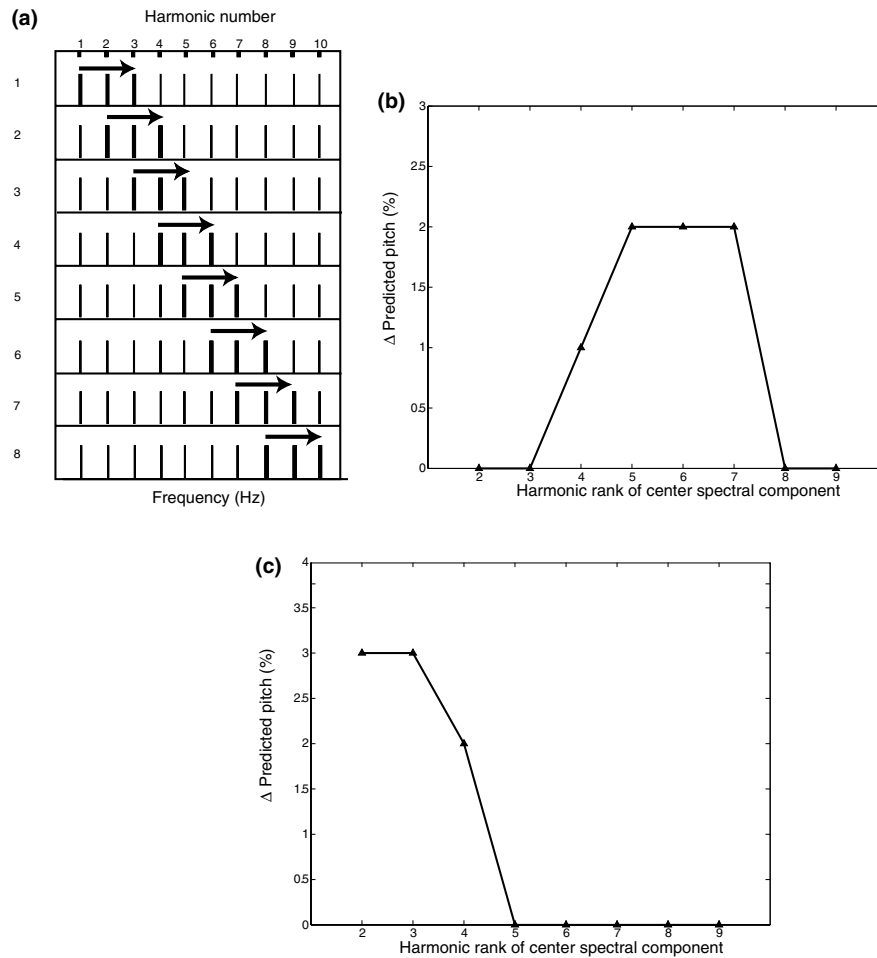 (a)
Harmonic number
1 2 3 4 5 6 7 8 9 10
1
2
3
4
5
6
7
8
Frequency (Hz)
(b)
3
2.5
2
1.5
1
0.5
0
Δ Predicted pitch (%)
2 3 4 5 6 7 8 9
Harmonic rank of center spectral component
(c)
4
3.5
3
2.5
2
1.5
1
0.5
0
Δ Predicted pitch (%)
2 3 4 5 6 7 8 9
Harmonic rank of center spectral component